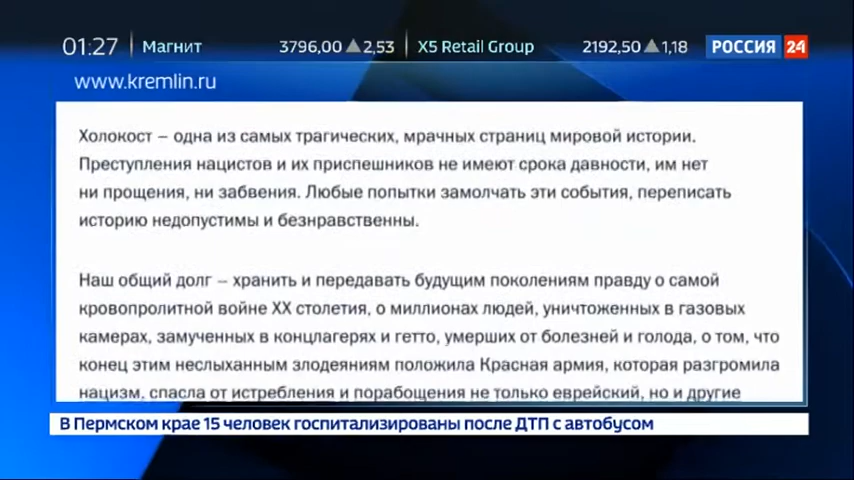 01:27 Магнит 3796,00 ▲ 2,53 X5 Retail Group 2192,50 ▲ 1,18 РОССИЯ 24
www.kremlin.ru
Холокост – одна из самых трагических, мрачных страниц мировой истории.
Преступления нацистов и их приспешников не имеют срока давности, им нет
ни прощения, ни забвения. Любые попытки замолчать эти события, переписать
историю недопустимы и безнравственны.
Наш общий долг – хранить и передавать будущим поколениям правду о самой
кровопролитной войне XX столетия, о миллионах людей, уничтоженных в газовых
камерах, замученных в концлагерях и гетто, умерших от болезней и голода, о том, что
конец этим неслыханным злодеяниям положила Красная армия, которая разгромила
нацизм, спасла от истребления и порабощения не только еврейский, но и другие
В Пермском крае 15 человек госпитализированы после ДТП с автобусом